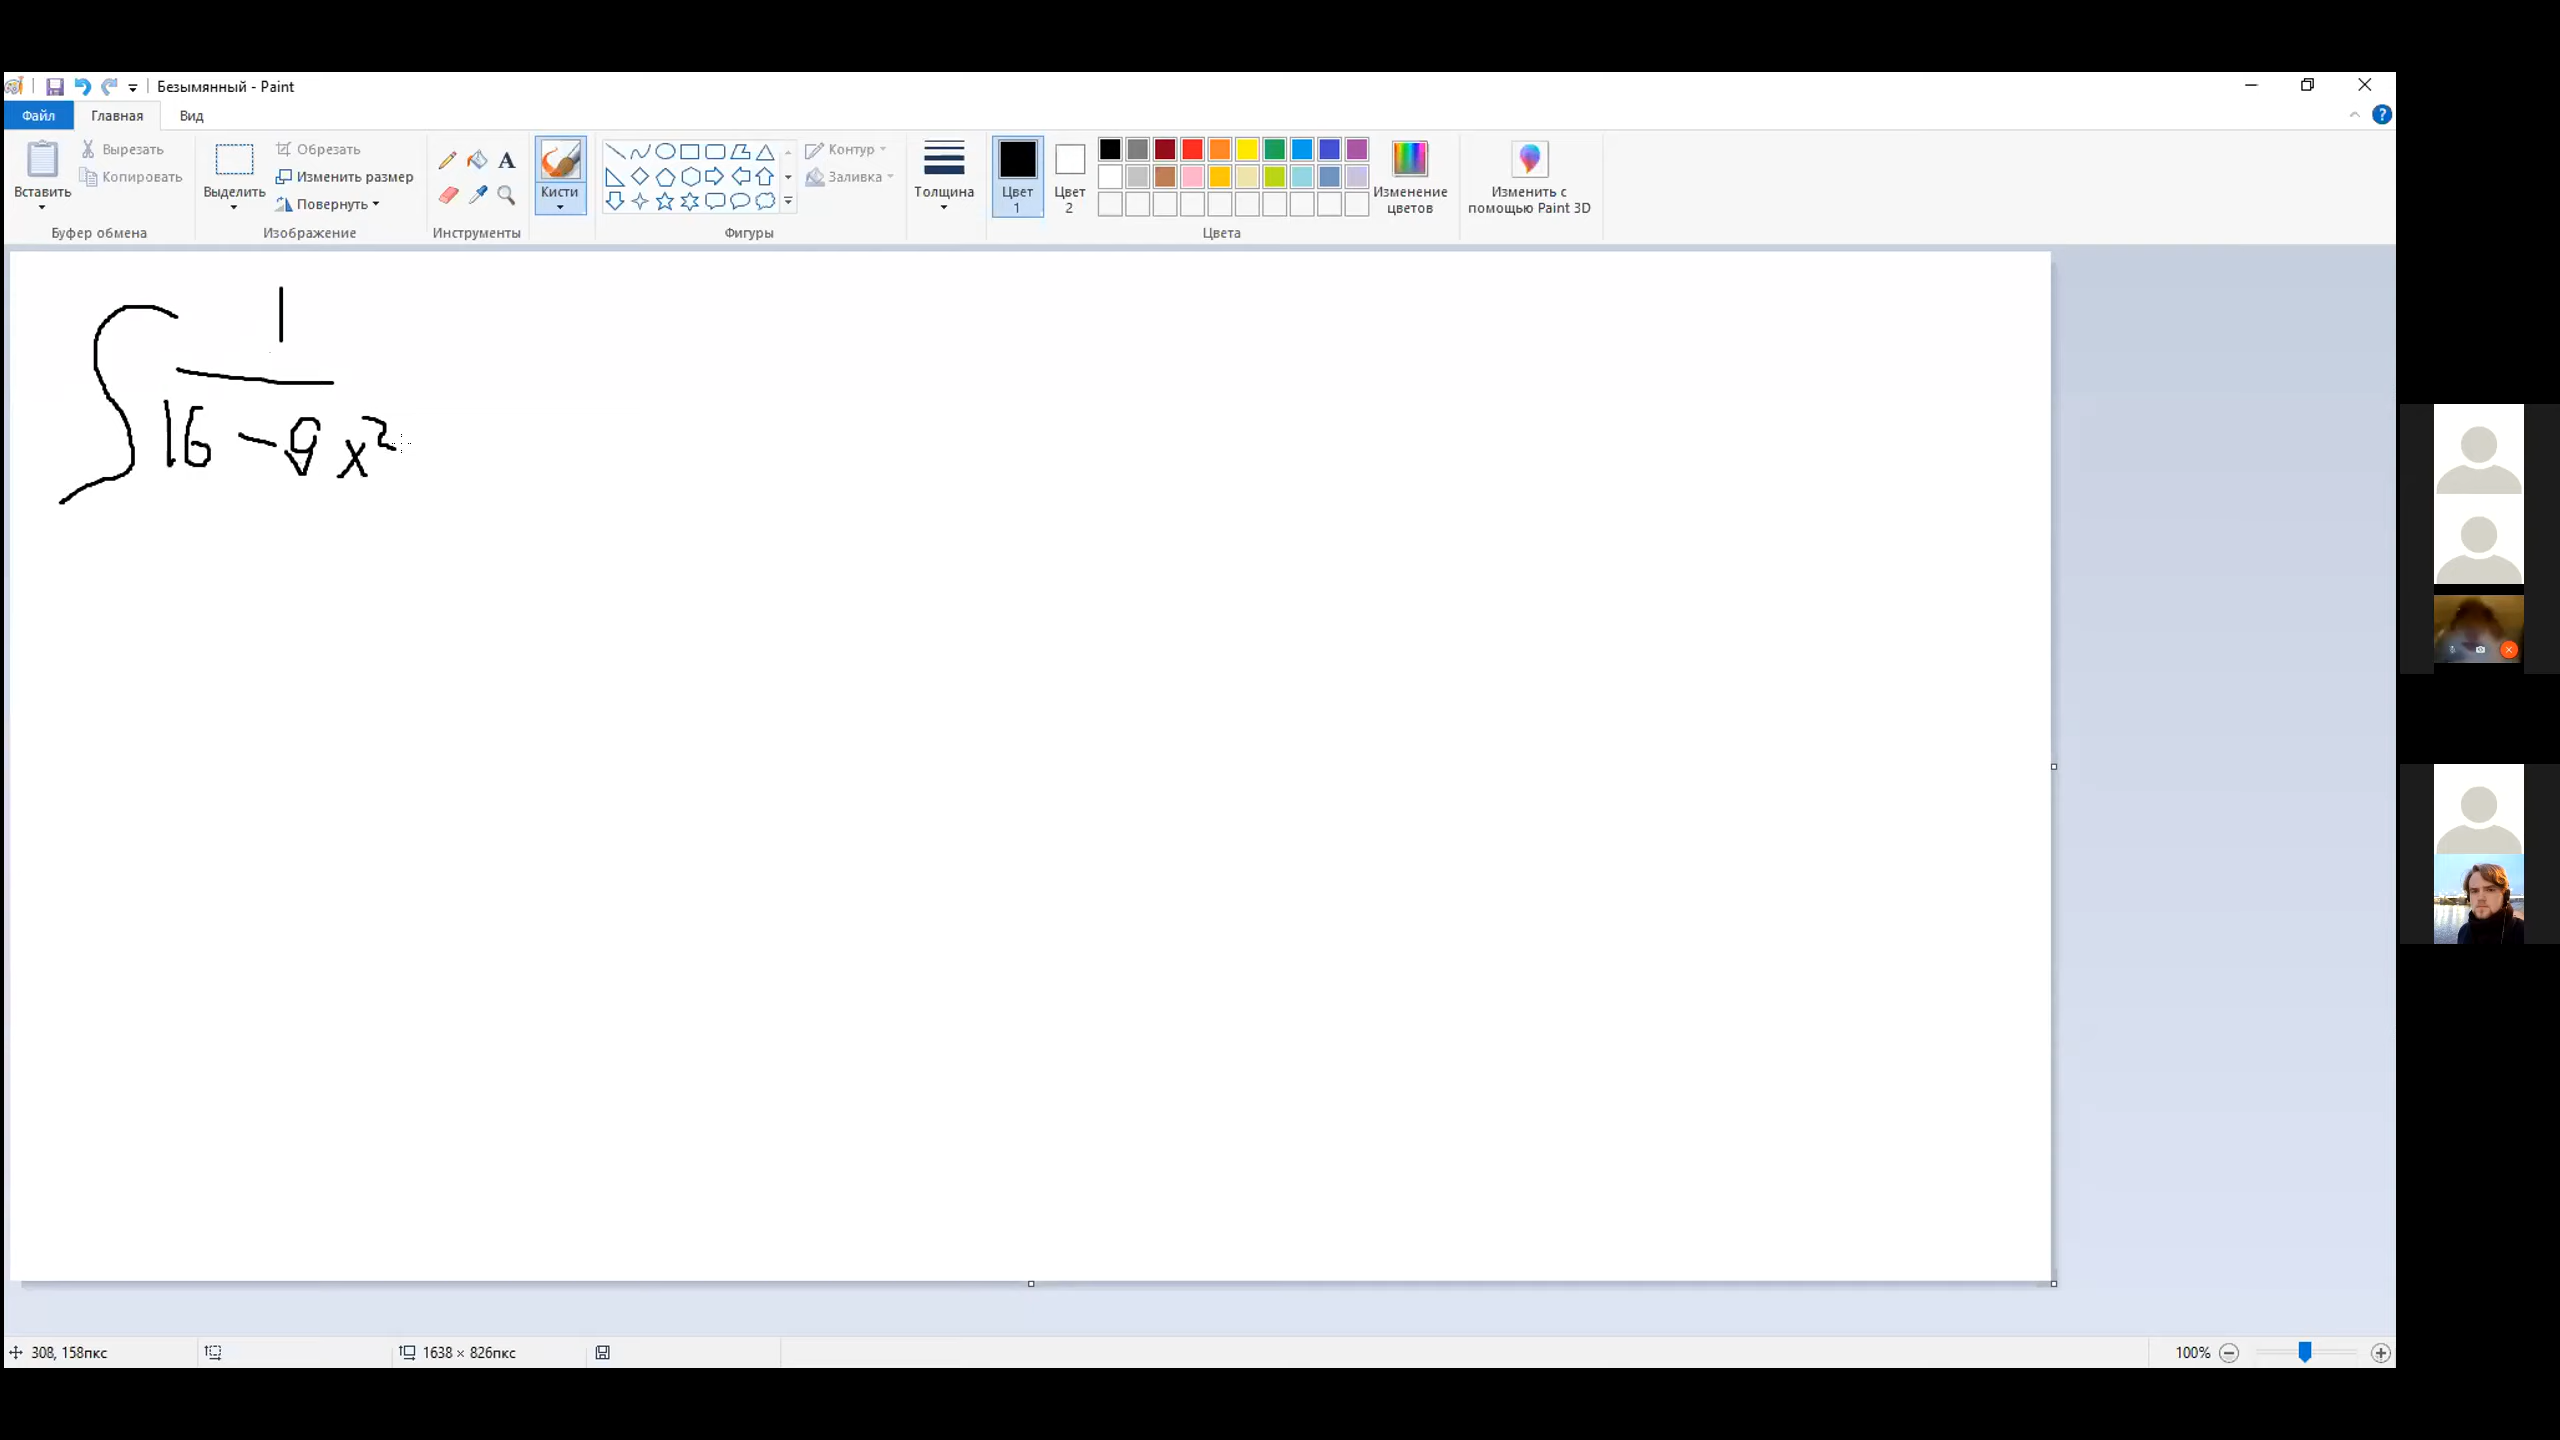 Безымянный - Paint
Файл Главная Вид
Вставить
Вырезать
Копировать
Буфер обмена
Выделить
Обрезать
Изменить размер
Повернуть
Изображение
A
Инструменты
Кисти
Контур
Заливка
Фигуры
Толщина
Цвет
1
Цвет
2
Изменение
цветов
Цвета
Изменить с
помощью Paint 3D
?
∫ 1
16 - 9 x²
308, 158пкс
1638 × 826пкс
100%